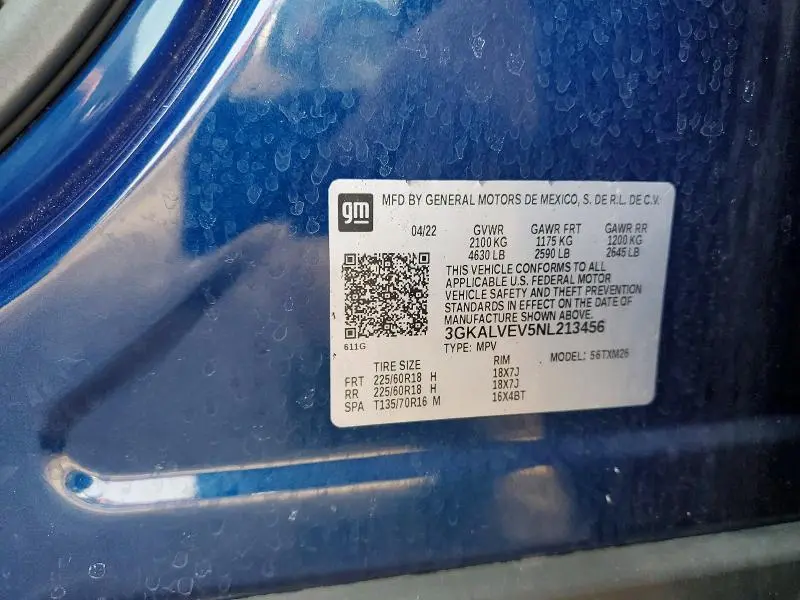 gm MFD BY GENERAL MOTORS DE MEXICO, S. DE R.L. DE C.V.
04/22 GVWR GAWR FRT GAWR RR
2100 KG 1175 KG 1200 KG
4630 LB 2590 LB 2645 LB
THIS VEHICLE CONFORMS TO ALL
APPLICABLE U.S. FEDERAL MOTOR
VEHICLE SAFETY AND THEFT PREVENTION
STANDARDS IN EFFECT ON THE DATE OF
MANUFACTURE SHOWN ABOVE.
3GKALVEV5NL213456
611G
TYPE: MPV MODEL: 56TXM26
TIRE SIZE RIM
FRT 225/60R18 H 18X7J
RR 225/60R18 H 18X7J
SPA T135/70R16 M 16X4BT